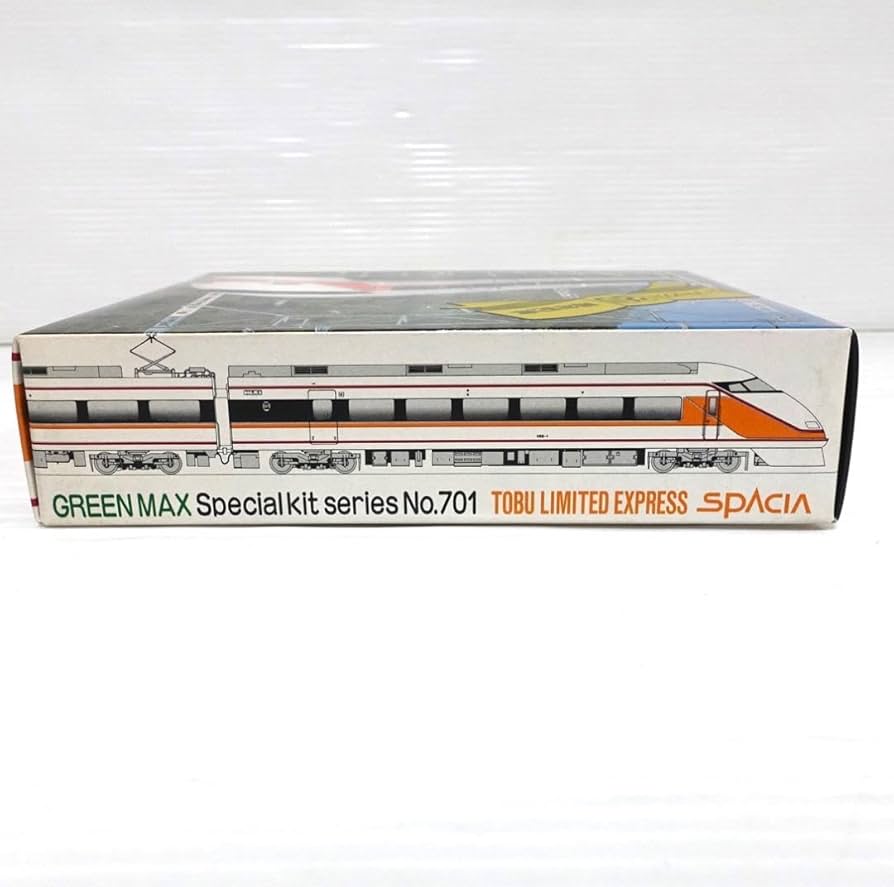 GREEN MAX Special kit series No.701 TOBU LIMITED EXPRESS SPACIA